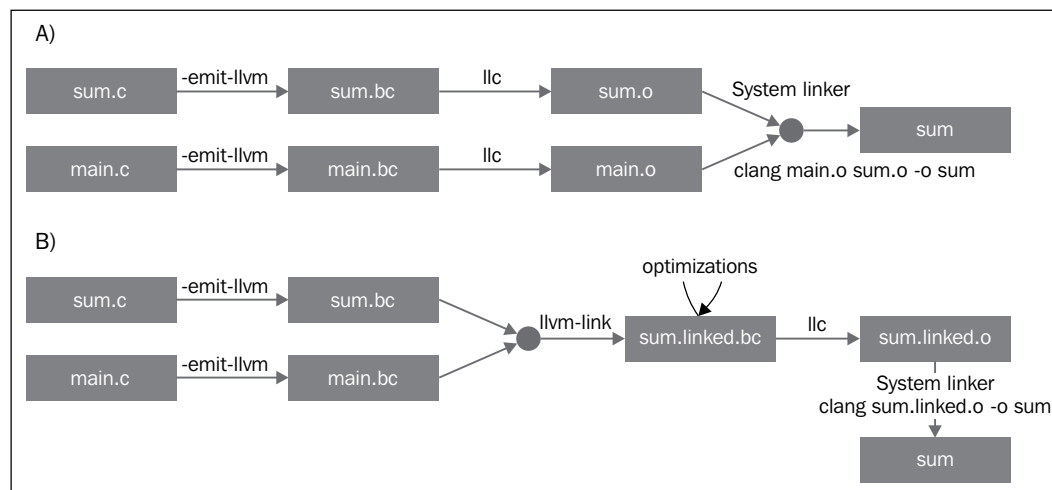 A)
-emit-llvm
llc
sum.c
sum.bc
sum.o
System linker
sum
-emit-llvm
llc
main.c
main.bc
main.o
clang main.o sum.o -o sum
B)
optimizations
-emit-llvm
sum.c
sum.bc
llvm-link
sum.linked.bc
llc
sum.linked.o
-emit-llvm
main.c
main.bc
System linker
clang sum.linked.o -o sum
sum